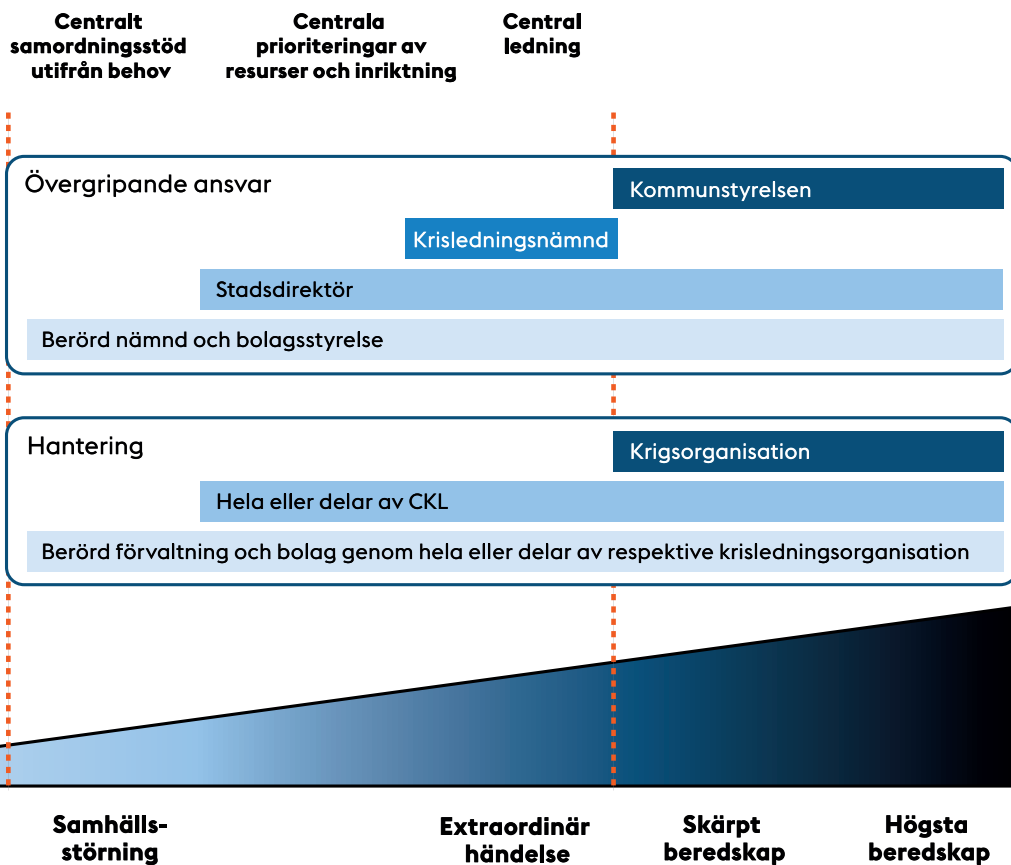 Centralt
samordningsstöd
utifrån behov
Centrala
prioriteringar av
resurser och inriktning
Central
ledning
Övergripande ansvar
Kommunstyrelsen
Krisledningsnämnd
Stadsdirektör
Berörd nämnd och bolagsstyrelse
Hantering
Krigsorganisation
Hela eller delar av CKL
Berörd förvaltning och bolag genom hela eller delar av respektive krisledningsorganisation
Samhälls-
störning
Extraordinär
händelse
Skärpt
beredskap
Högsta
beredskap